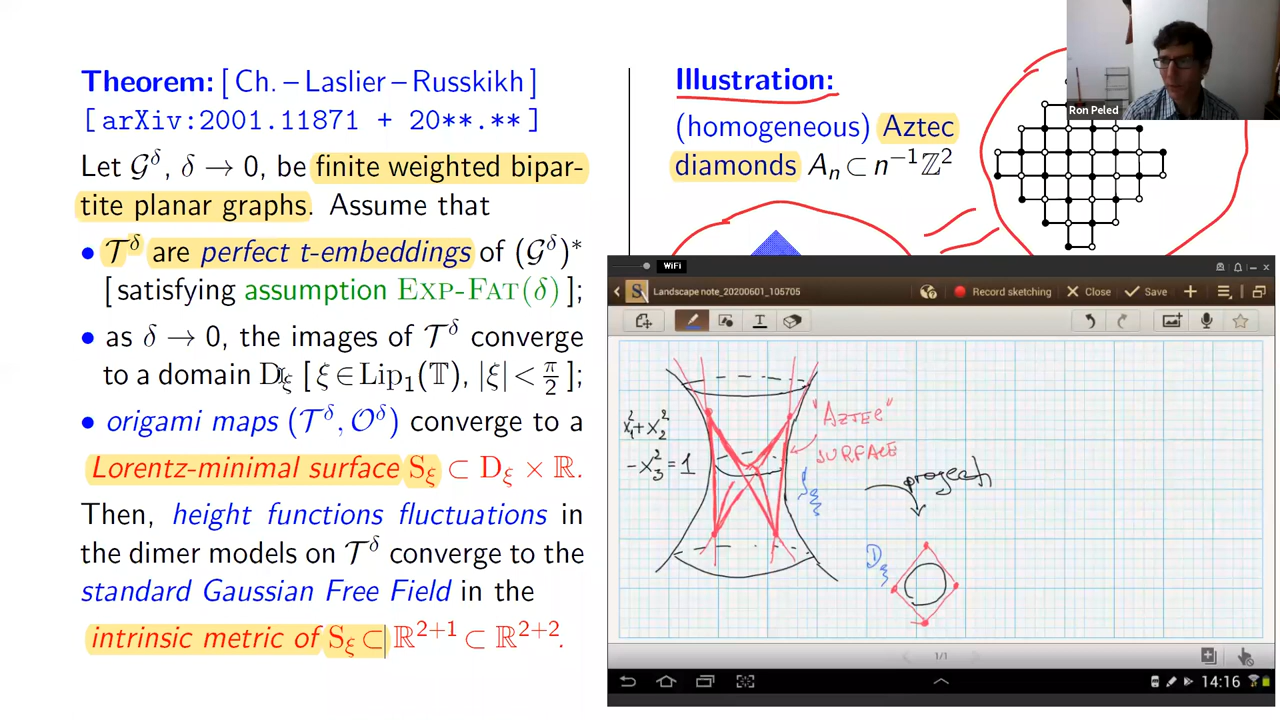 Theorem: [ Ch. – Laslier – Russkikh ]
[ arXiv:2001.11871 + 20**.** ]
Let 𝒢^δ, δ → 0, be finite weighted bipar-
tite planar graphs. Assume that
• 𝒯^δ are perfect t-embeddings of (𝒢^δ)*
[ satisfying assumption EXP-FAT(δ) ];
• as δ → 0, the images of 𝒯^δ converge
to a domain D_ξ [ ξ ∈ Lip₁(𝕋), |ξ| < π/2 ];
• origami maps (𝒯^δ, 𝒪^δ) converge to a
Lorentz-minimal surface S_ξ ⊂ D_ξ × ℝ.
Then, height functions fluctuations in
the dimer models on 𝒯^δ converge to the
standard Gaussian Free Field in the
intrinsic metric of S_ξ ⊂ ℝ^{2+1} ⊂ ℝ^{2+2}.
Illustration:
(homogeneous) Aztec
diamonds A_n ⊂ n^{-1}ℤ²
Ron Peled
WiFi
S
Landscape note_20200601_105705
Record sketching
Close
Save
T
x₁² + x₂²
- x₃² = 1
"AZTEC"
SURFACE
S_ξ
project
D_ξ
1/1
14:16